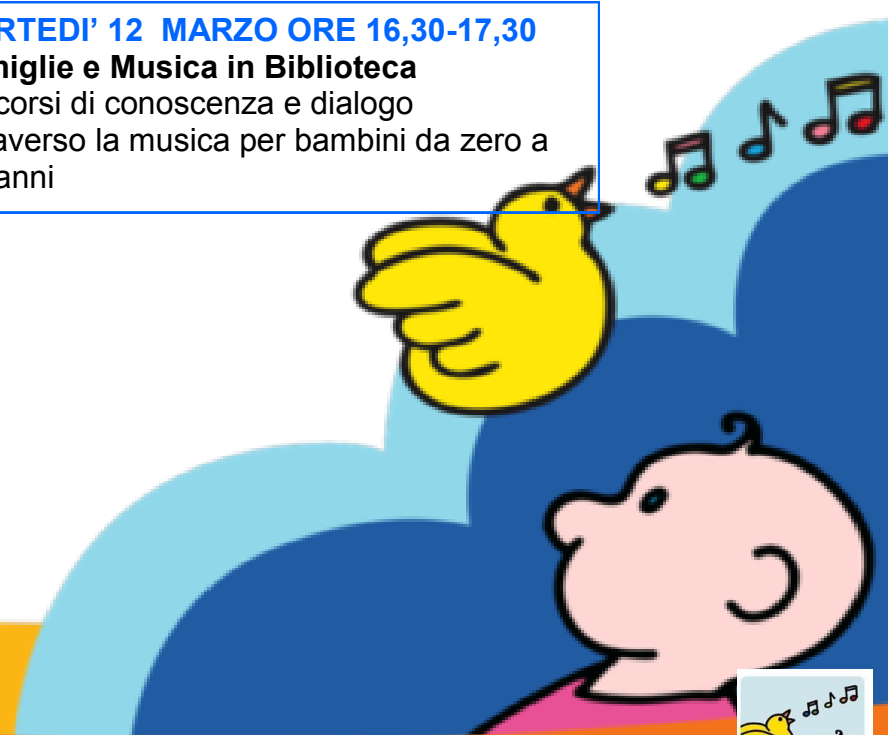 RTEDI’ 12 MARZO ORE 16,30-17,30
iglie e Musica in Biblioteca
corsi di conoscenza e dialogo
averso la musica per bambini da zero a
anni